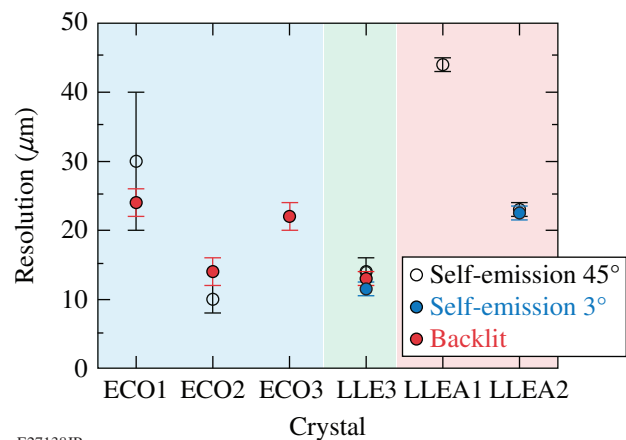 50
40
30
20
10
0
Resolution (μm)
Self-emission 45°
Self-emission 3°
Backlit
ECO1 ECO2 ECO3 LLE3 LLEA1 LLEA2
Crystal